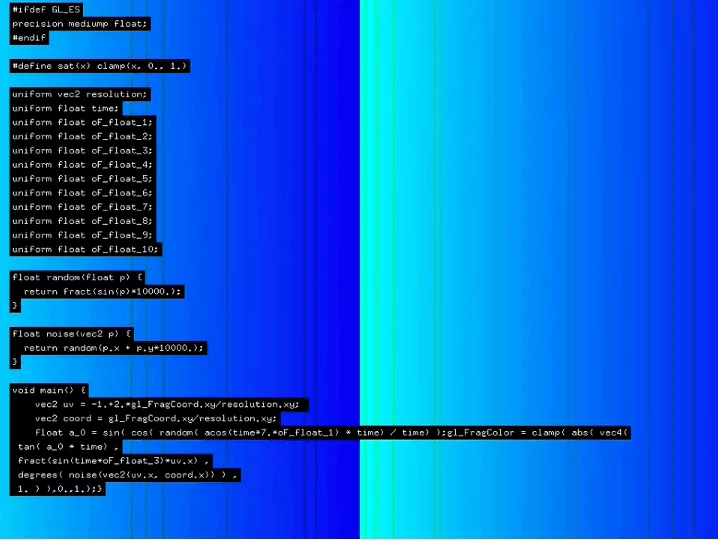 #ifdef GL_ES
precision mediump float;
#endif
#define sat(x) clamp(x, 0., 1.)
uniform vec2 resolution;
uniform float time;
uniform float oF_float_1;
uniform float oF_float_2;
uniform float oF_float_3;
uniform float oF_float_4;
uniform float oF_float_5;
uniform float oF_float_6;
uniform float oF_float_7;
uniform float oF_float_8;
uniform float oF_float_9;
uniform float oF_float_10;
float random(float p) {
return fract(sin(p)*10000.);
}
float noise(vec2 p) {
return random(p.x + p.y*10000.);
}
void main() {
vec2 uv = -1.+2.*gl_FragCoord.xy/resolution.xy;
vec2 coord = gl_FragCoord.xy/resolution.xy;
float a_0 = sin( cos( random( acos(time*7.*oF_float_1) * time) / time) );gl_FragColor = clamp( abs( vec4(
tan( a_0 * time) ,
fract(sin(time*oF_float_3)*uv.x) ,
degrees( noise(vec2(uv.x, coord.x)) ) ,
1. ) ),0.,1.);}